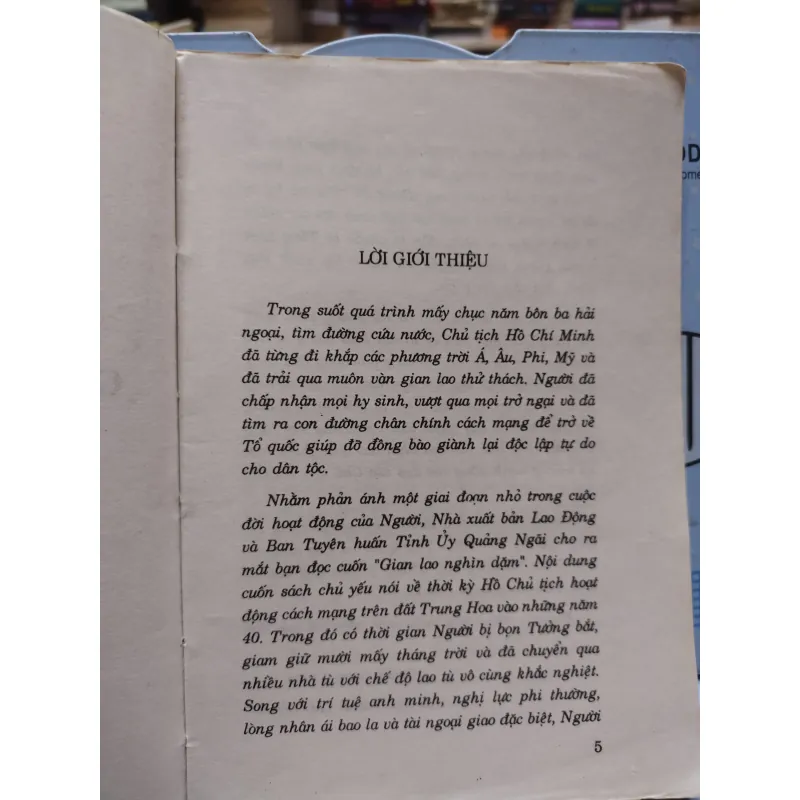 LỜI GIỚI THIỆU
Trong suốt quá trình mấy chục năm bôn ba hải
ngoại, tìm đường cứu nước, Chủ tịch Hồ Chí Minh
đã từng đi khắp các phương trời Á, Âu, Phi, Mỹ và
đã trải qua muôn vàn gian lao thử thách. Người đã
chấp nhận mọi hy sinh, vượt qua mọi trở ngại và đã
tìm ra con đường chân chính cách mạng để trở về
Tổ quốc giúp đỡ đồng bào giành lại độc lập tự do
cho dân tộc.
Nhằm phản ánh một giai đoạn nhỏ trong cuộc
đời hoạt động của Người, Nhà xuất bản Lao Động
và Ban Tuyên huấn Tỉnh Ủy Quảng Ngãi cho ra
mắt bạn đọc cuốn "Gian lao nghìn dặm". Nội dung
cuốn sách chủ yếu nói về thời kỳ Hồ Chủ tịch hoạt
động cách mạng trên đất Trung Hoa vào những năm
40. Trong đó có thời gian Người bị bọn Tưởng bắt,
giam giữ mười mấy tháng trời và đã chuyển qua
nhiều nhà tù với chế độ lao tù vô cùng khắc nghiệt.
Song với trí tuệ anh minh, nghị lực phi thường,
lòng nhân ái bao la và tài ngoại giao đặc biệt, Người
5